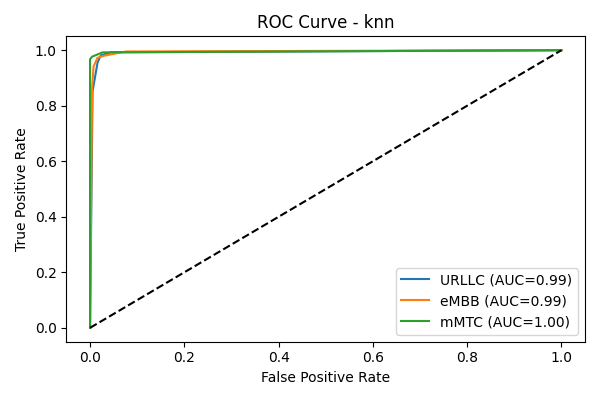 ROC Curve - knn
True Positive Rate
1.0
0.8
0.6
0.4
0.2
0.0
URLLC (AUC=0.99)
eMBB (AUC=0.99)
mMTC (AUC=1.00)
0.0 0.2 0.4 0.6 0.8 1.0
False Positive Rate